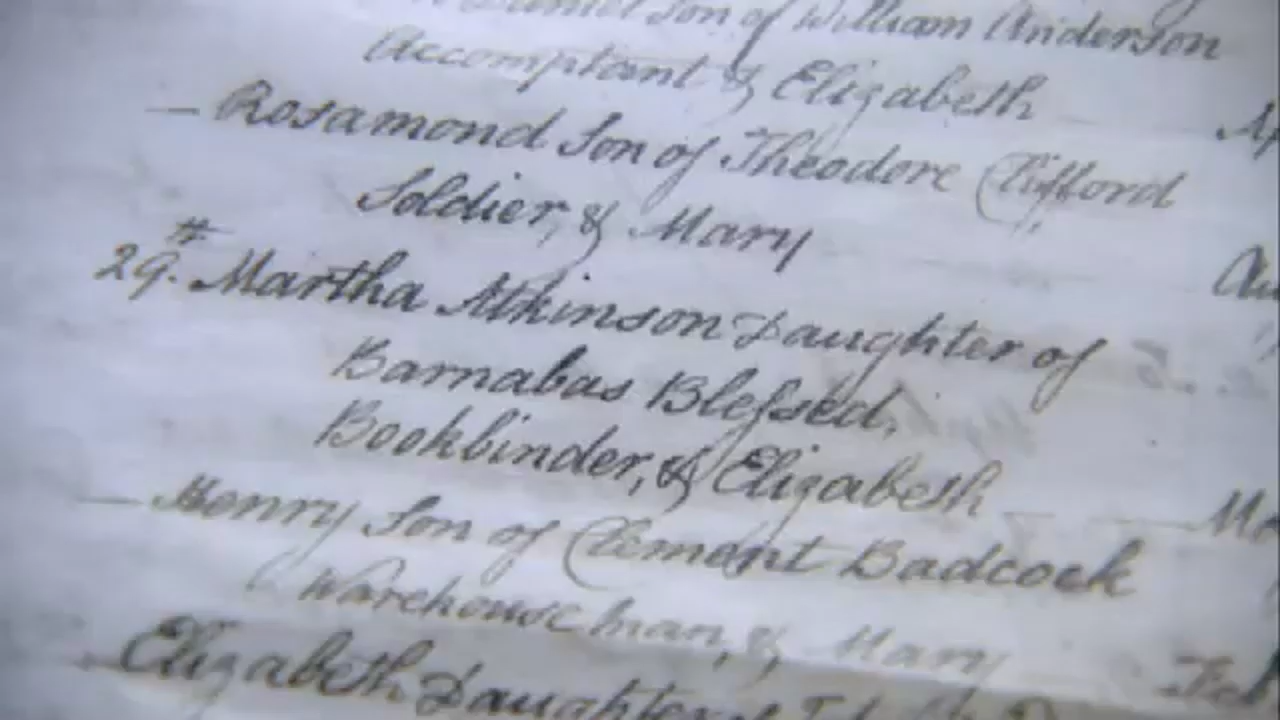 Son of William Anderson
Accomptant & Elizabeth
— Rosamond Son of Theodore Clifford
Soldier, & Mary
29. Martha Atkinson Daughter of
Barnabas Bleſsed,
Bookbinder, & Elizabeth
— Henry Son of Clement Badcock
Warehouseman, & Mary
Elizabeth Daughter of